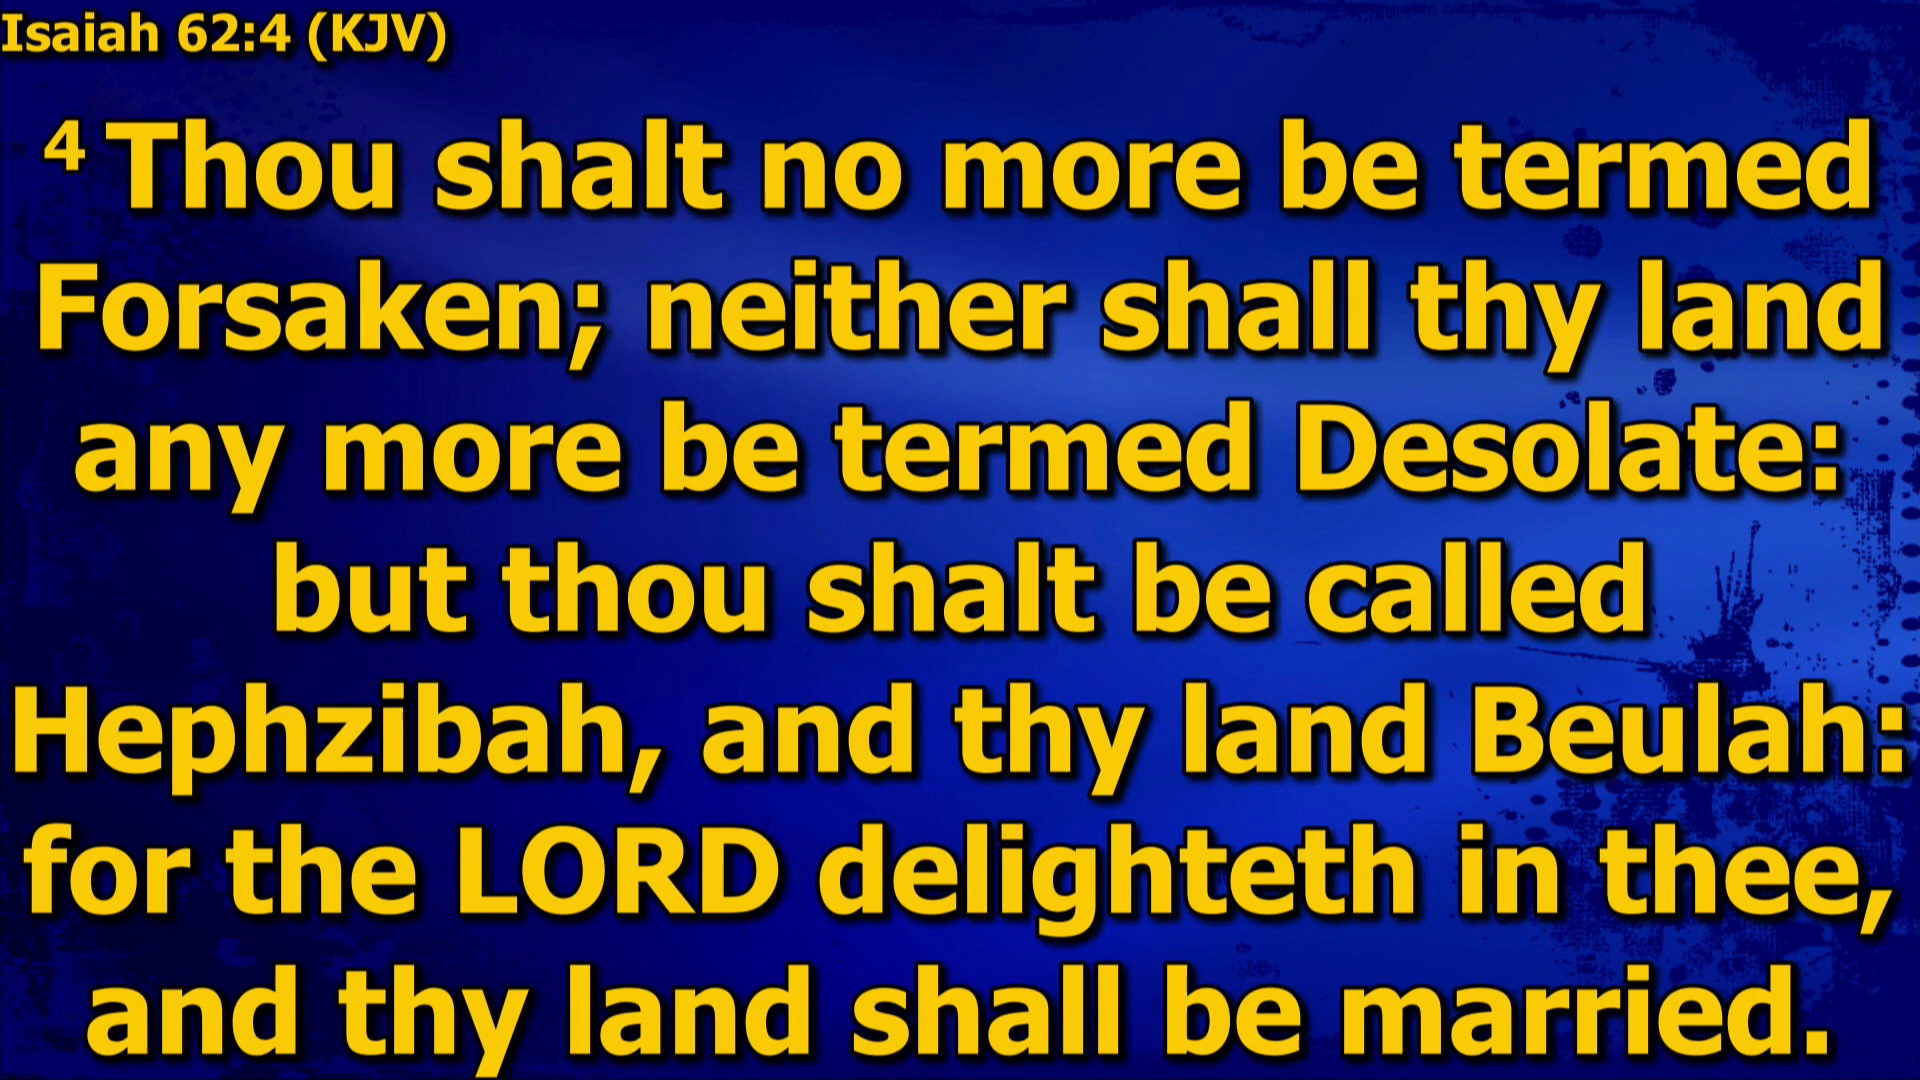 Isaiah 62:4 (KJV)
4 Thou shalt no more be termed
Forsaken; neither shall thy land
any more be termed Desolate:
but thou shalt be called
Hephzibah, and thy land Beulah:
for the LORD delighteth in thee,
and thy land shall be married.